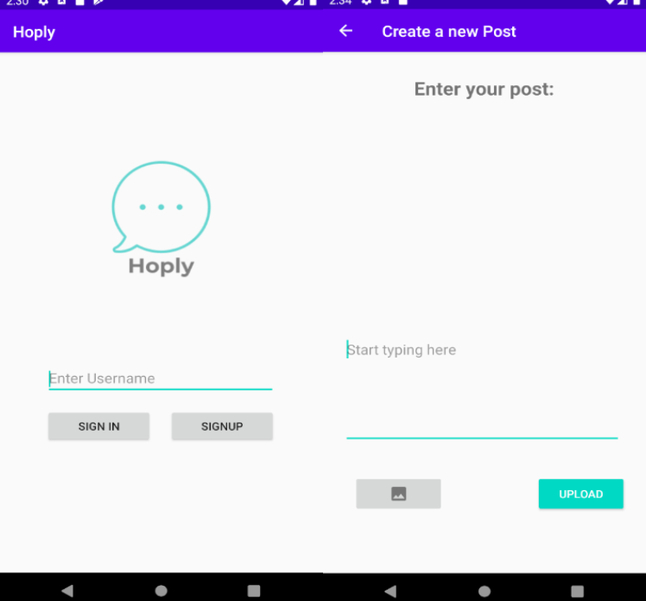 2:30
Hoply
Hoply
Enter Username
SIGN IN
SIGNUP
2:34
Create a new Post
Enter your post:
Start typing here
UPLOAD